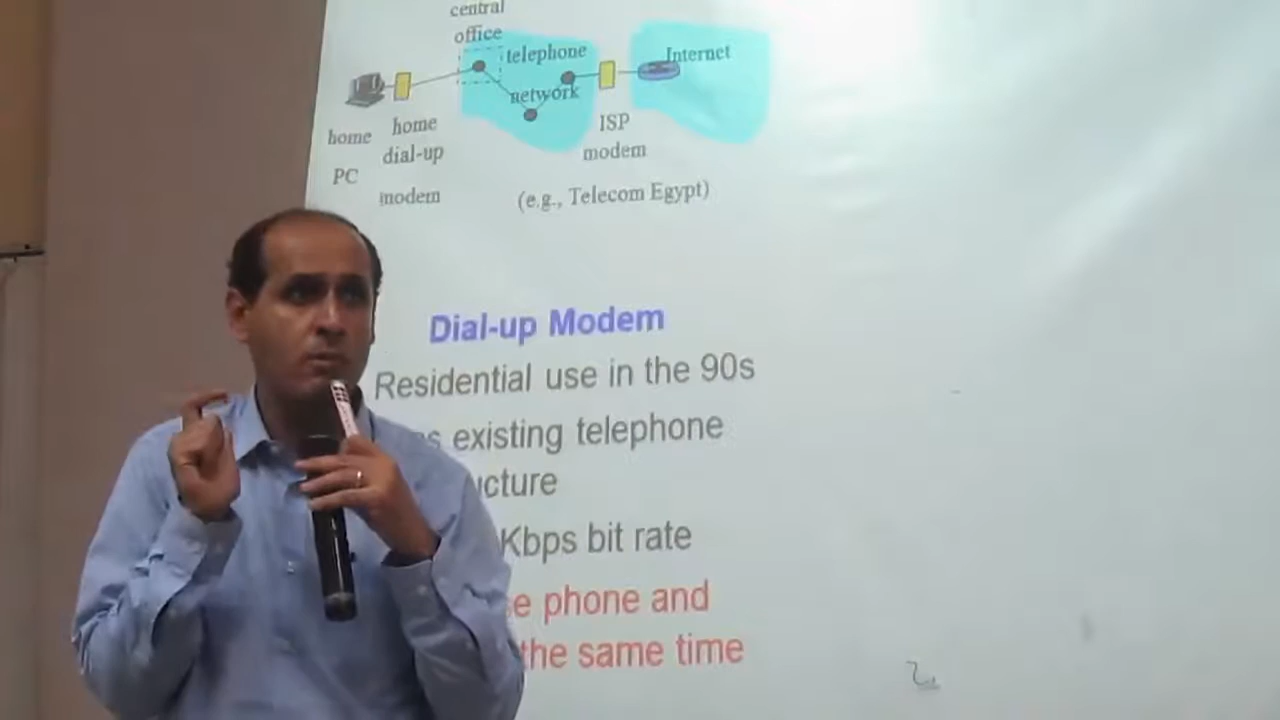 central
office
telephone
Internet
network
home
home
dial-up
ISP
modem
PC
modem
(e.g., Telecom Egypt)
Dial-up Modem
Residential use in the 90s
existing telephone
Kbps bit rate
phone and
the same time